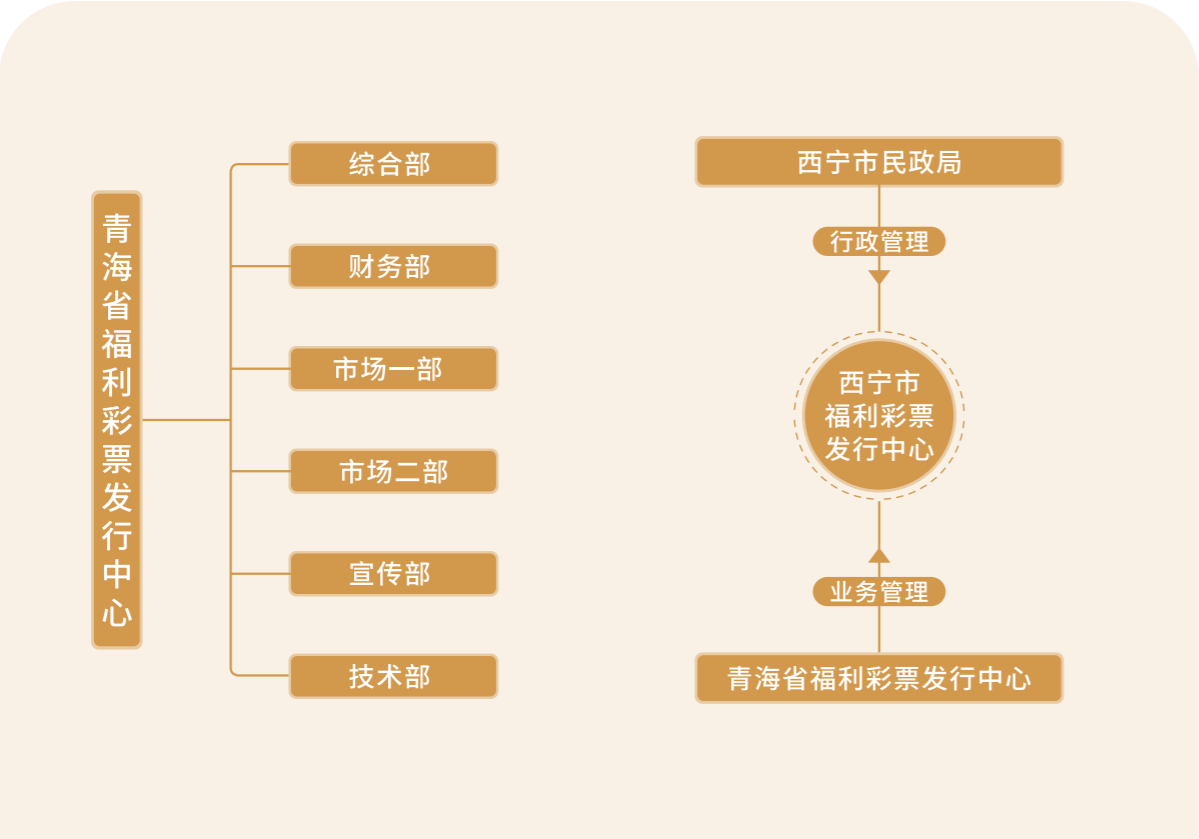 青海省福利彩票发行中心
综合部
财务部
市场一部
市场二部
宣传部
技术部
西宁市民政局
行政管理
西宁市
福利彩票
发行中心
业务管理
青海省福利彩票发行中心